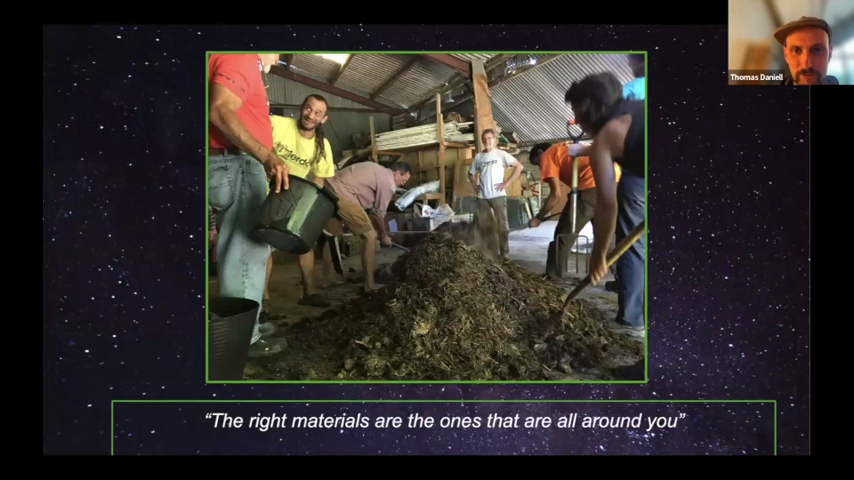 Thomas Daniell
“The right materials are the ones that are all around you”